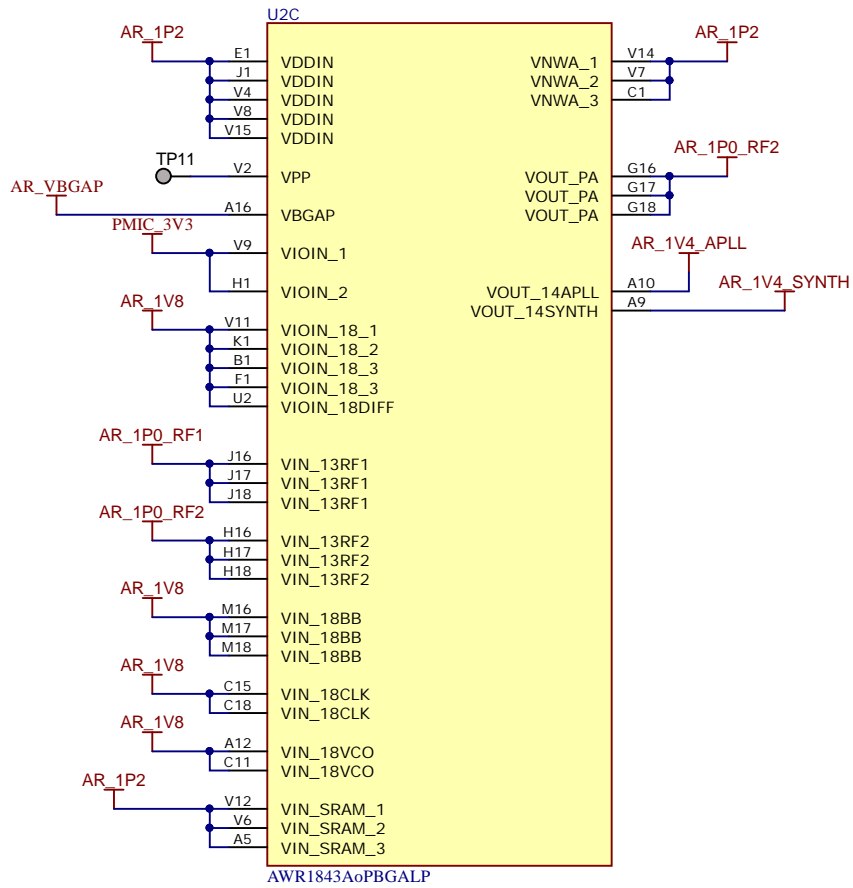 U2C
AR_1P2
E1 VDDIN
J1 VDDIN
V4 VDDIN
V8 VDDIN
V15 VDDIN
TP11
V2 VPP
AR_VBGAP
A16 VBGAP
PMIC_3V3
V9 VIOIN_1
H1 VIOIN_2
AR_1V8
V11 VIOIN_18_1
K1 VIOIN_18_2
B1 VIOIN_18_3
F1 VIOIN_18_3
U2 VIOIN_18DIFF
AR_1P0_RF1
J16 VIN_13RF1
J17 VIN_13RF1
J18 VIN_13RF1
AR_1P0_RF2
H16 VIN_13RF2
H17 VIN_13RF2
H18 VIN_13RF2
AR_1V8
M16 VIN_18BB
M17 VIN_18BB
M18 VIN_18BB
AR_1V8
C15 VIN_18CLK
C18 VIN_18CLK
AR_1V8
A12 VIN_18VCO
C11 VIN_18VCO
AR_1P2
V12 VIN_SRAM_1
V6 VIN_SRAM_2
A5 VIN_SRAM_3
AR_1P2
VNWA_1 V14
VNWA_2 V7
VNWA_3 C1
AR_1P0_RF2
VOUT_PA G16
VOUT_PA G17
VOUT_PA G18
AR_1V4_APLL
VOUT_14APLL A10
AR_1V4_SYNTH
VOUT_14SYNTH A9
AWR1843AoPBGALP